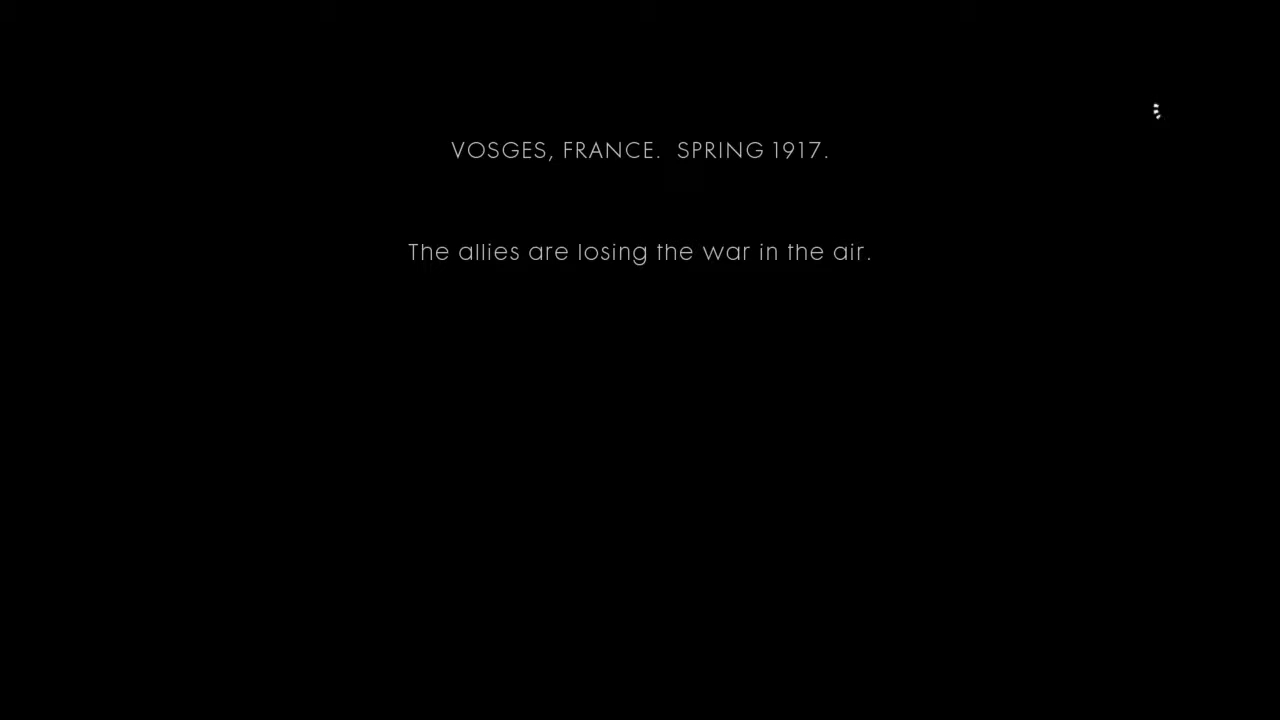 VOSGES, FRANCE.  SPRING 1917.
The allies are losing the war in the air.